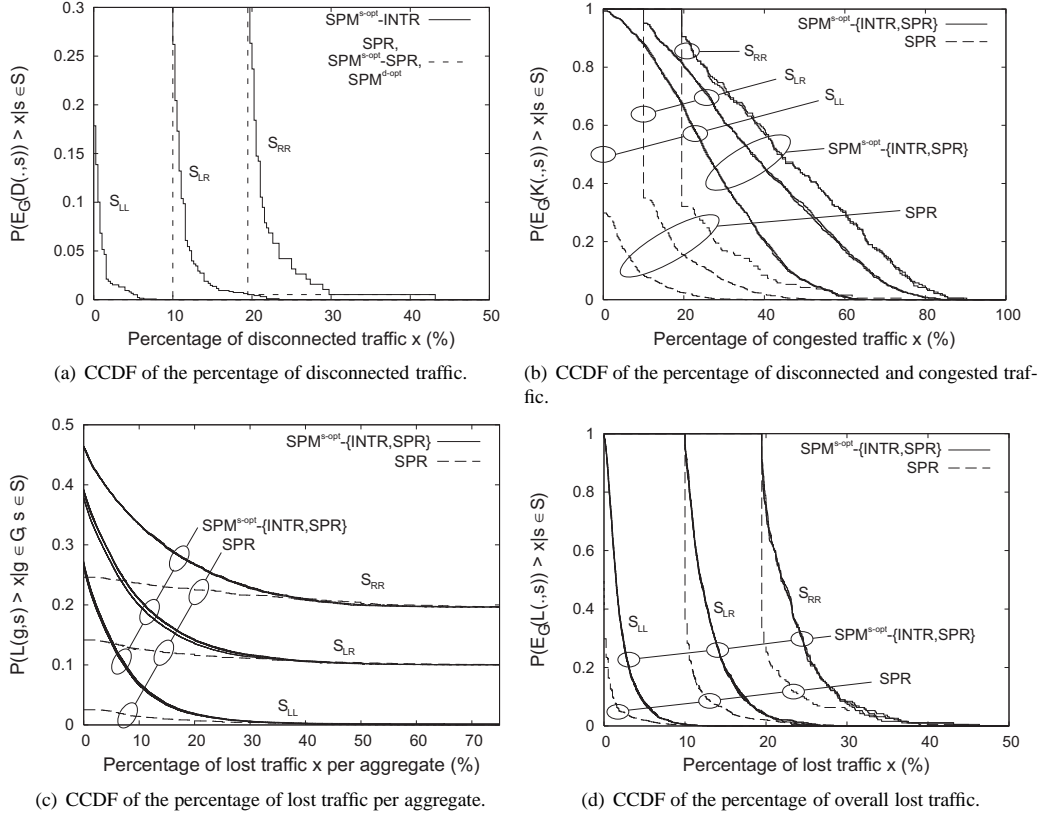 0.3
0.25
0.2
0.15
0.1
0.05
0
0 10 20 30 40 50
P(E_G(D(.,s)) > x|s ∈ S)
SPM^s-opt-INTR
SPR,
SPM^s-opt-SPR,
SPM^d-opt
S_LL
S_LR
S_RR
Percentage of disconnected traffic x (%)
(a) CCDF of the percentage of disconnected traffic.
1
0.8
0.6
0.4
0.2
0
0 20 40 60 80 100
P(E_G(K(.,s)) > x|s ∈ S)
SPM^s-opt-{INTR,SPR}
SPR
S_RR
S_LR
S_LL
SPM^s-opt-{INTR,SPR}
SPR
Percentage of congested traffic x (%)
(b) CCDF of the percentage of disconnected and congested traf-
fic.
0.5
0.4
0.3
0.2
0.1
0
0 10 20 30 40 50 60 70
P(L(g,s) > x|g ∈ G, s ∈ S)
SPM^s-opt-{INTR,SPR}
SPR
SPM^s-opt-{INTR,SPR}
SPR
S_RR
S_LR
S_LL
Percentage of lost traffic x per aggregate (%)
(c) CCDF of the percentage of lost traffic per aggregate.
1
0.8
0.6
0.4
0.2
0
0 10 20 30 40 50
P(E_G(L(.,s)) > x|s ∈ S)
SPM^s-opt-{INTR,SPR}
SPR
S_LL
S_LR
S_RR
SPM^s-opt-{INTR,SPR}
SPR
Percentage of lost traffic x (%)
(d) CCDF of the percentage of overall lost traffic.